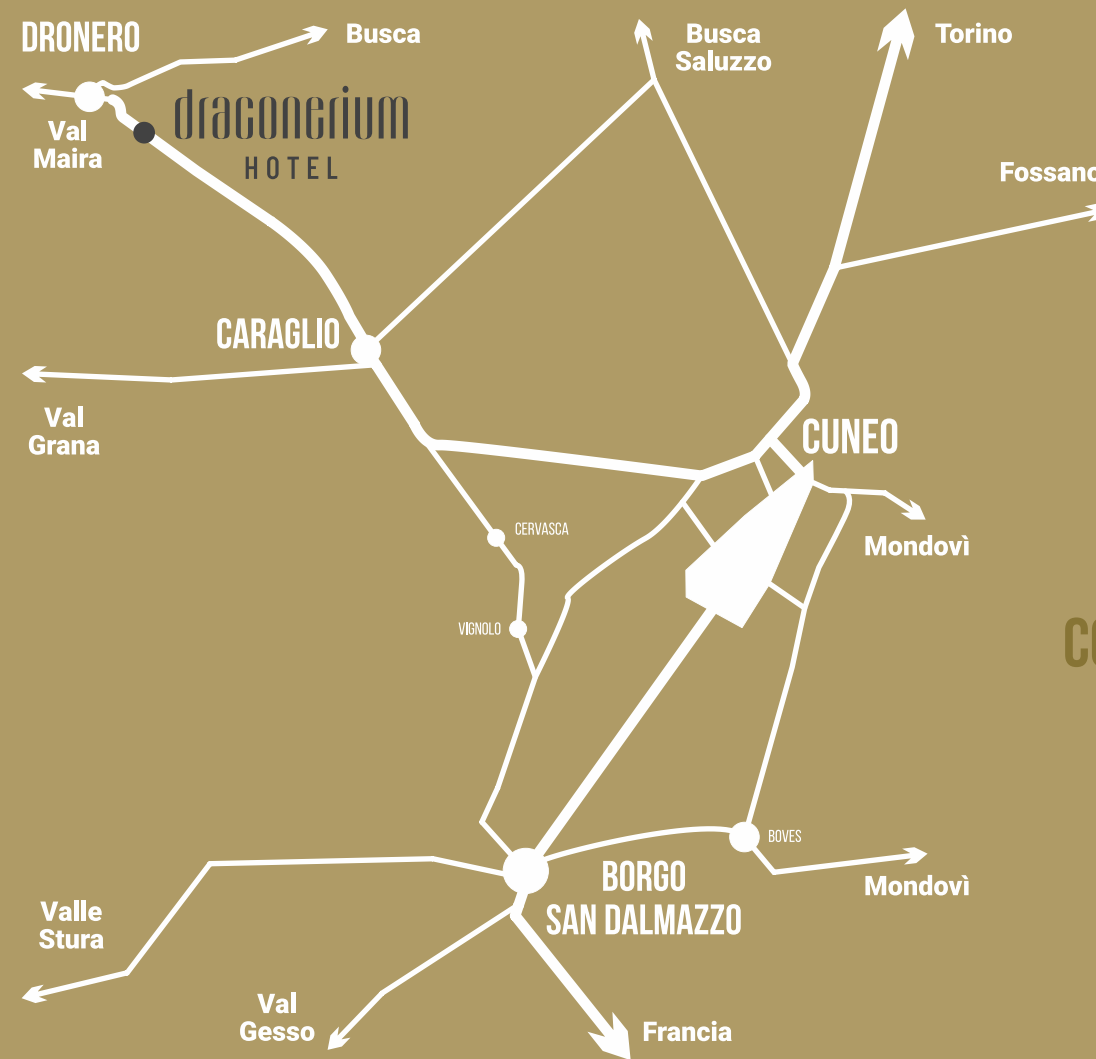 DRONERO
Busca
Busca
Saluzzo
Torino
draconerium
HOTEL
Val
Maira
Fossano
CARAGLIO
Val
Grana
CUNEO
CERVASCA
Mondovì
VIGNOLO
BOVES
BORGO
SAN DALMAZZO
Mondovì
Valle
Stura
Val
Gesso
Francia